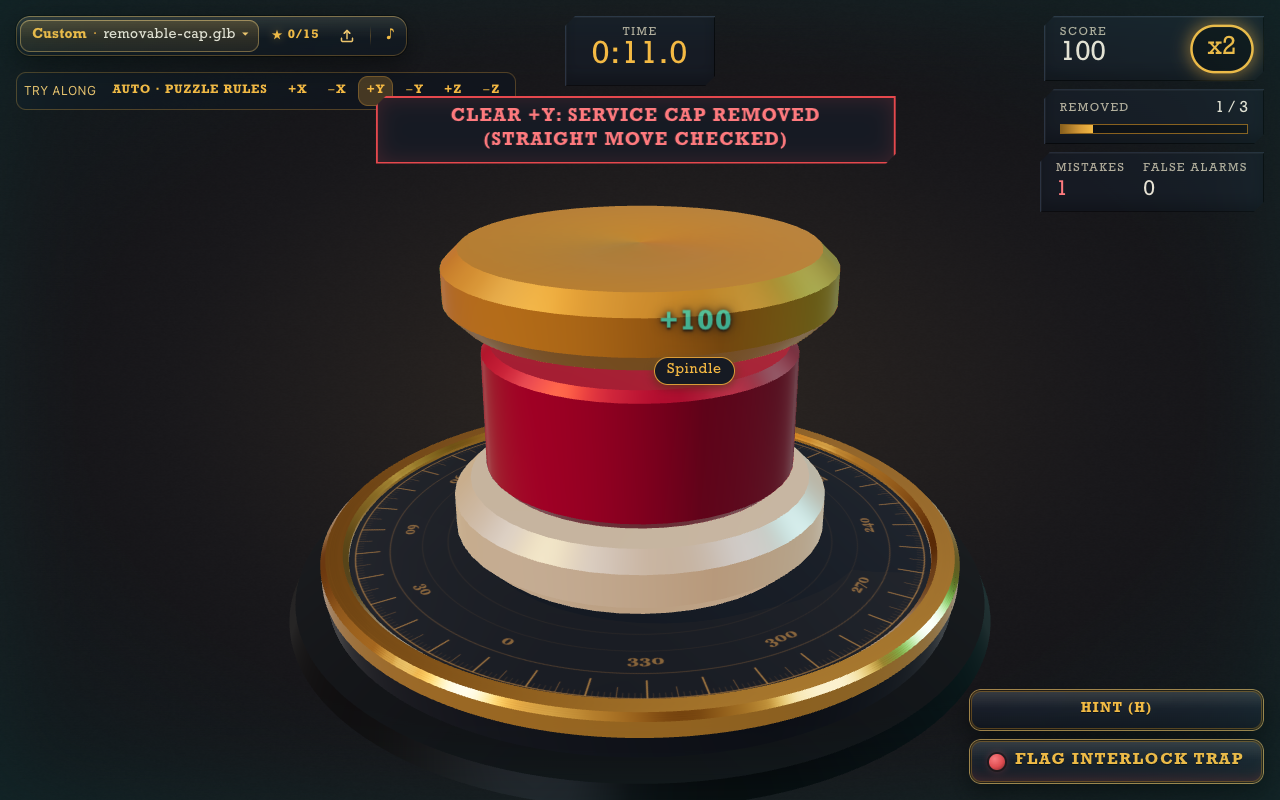 Custom · removable-cap.glb
★ 0/15
♪
TIME
0:11.0
SCORE
100
x2
TRY ALONG AUTO · PUZZLE RULES +X −X +Y −Y +Z −Z
CLEAR +Y: SERVICE CAP REMOVED
(STRAIGHT MOVE CHECKED)
REMOVED 1 / 3
MISTAKES FALSE ALARMS
1 0
+100
Spindle
60
30
0
330
300
270
240
HINT (H)
FLAG INTERLOCK TRAP